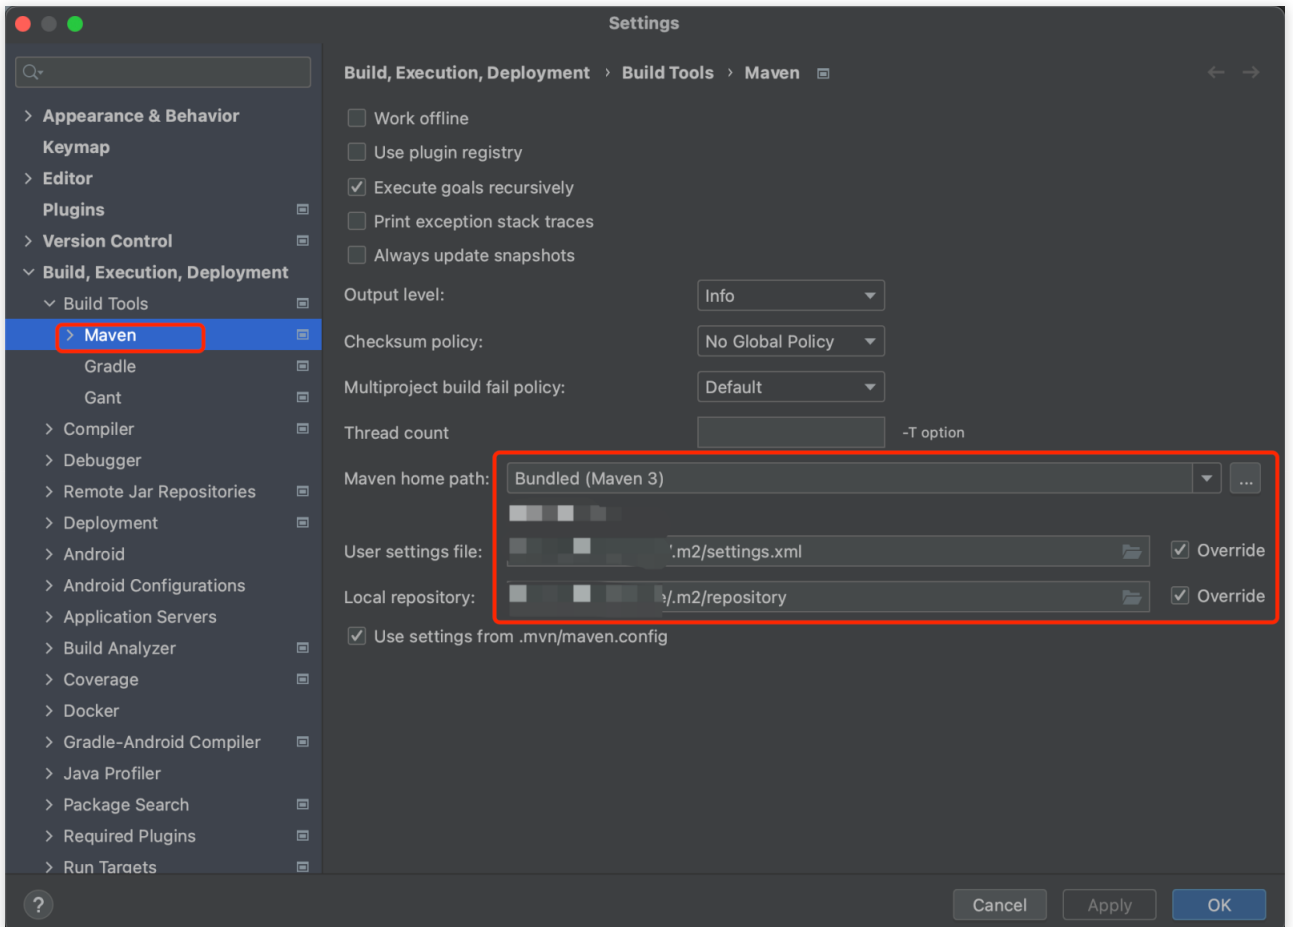 Settings
Appearance & Behavior
Keymap
Editor
Plugins
Version Control
Build, Execution, Deployment
Build Tools
Maven
Gradle
Gant
Compiler
Debugger
Remote Jar Repositories
Deployment
Android
Android Configurations
Application Servers
Build Analyzer
Coverage
Docker
Gradle-Android Compiler
Java Profiler
Package Search
Required Plugins
Run Targets
Build, Execution, Deployment › Build Tools › Maven
Work offline
Use plugin registry
Execute goals recursively
Print exception stack traces
Always update snapshots
Output level: Info
Checksum policy: No Global Policy
Multiproject build fail policy: Default
Thread count -T option
Maven home path: Bundled (Maven 3) ...
User settings file: /.m2/settings.xml Override
Local repository: /.m2/repository Override
Use settings from .mvn/maven.config
? Cancel Apply OK